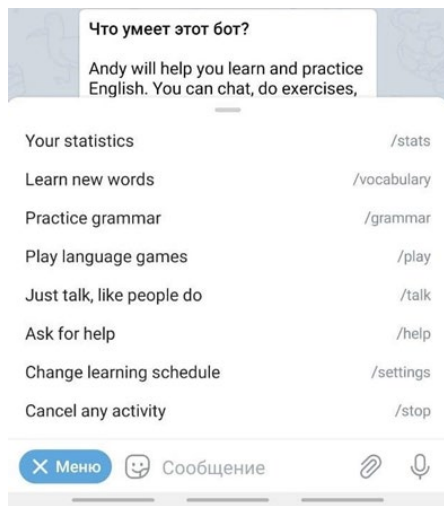 Что умеет этот бот?
Andy will help you learn and practice
English. You can chat, do exercises,
Your statistics /stats
Learn new words /vocabulary
Practice grammar /grammar
Play language games /play
Just talk, like people do /talk
Ask for help /help
Change learning schedule /settings
Cancel any activity /stop
Меню Сообщение